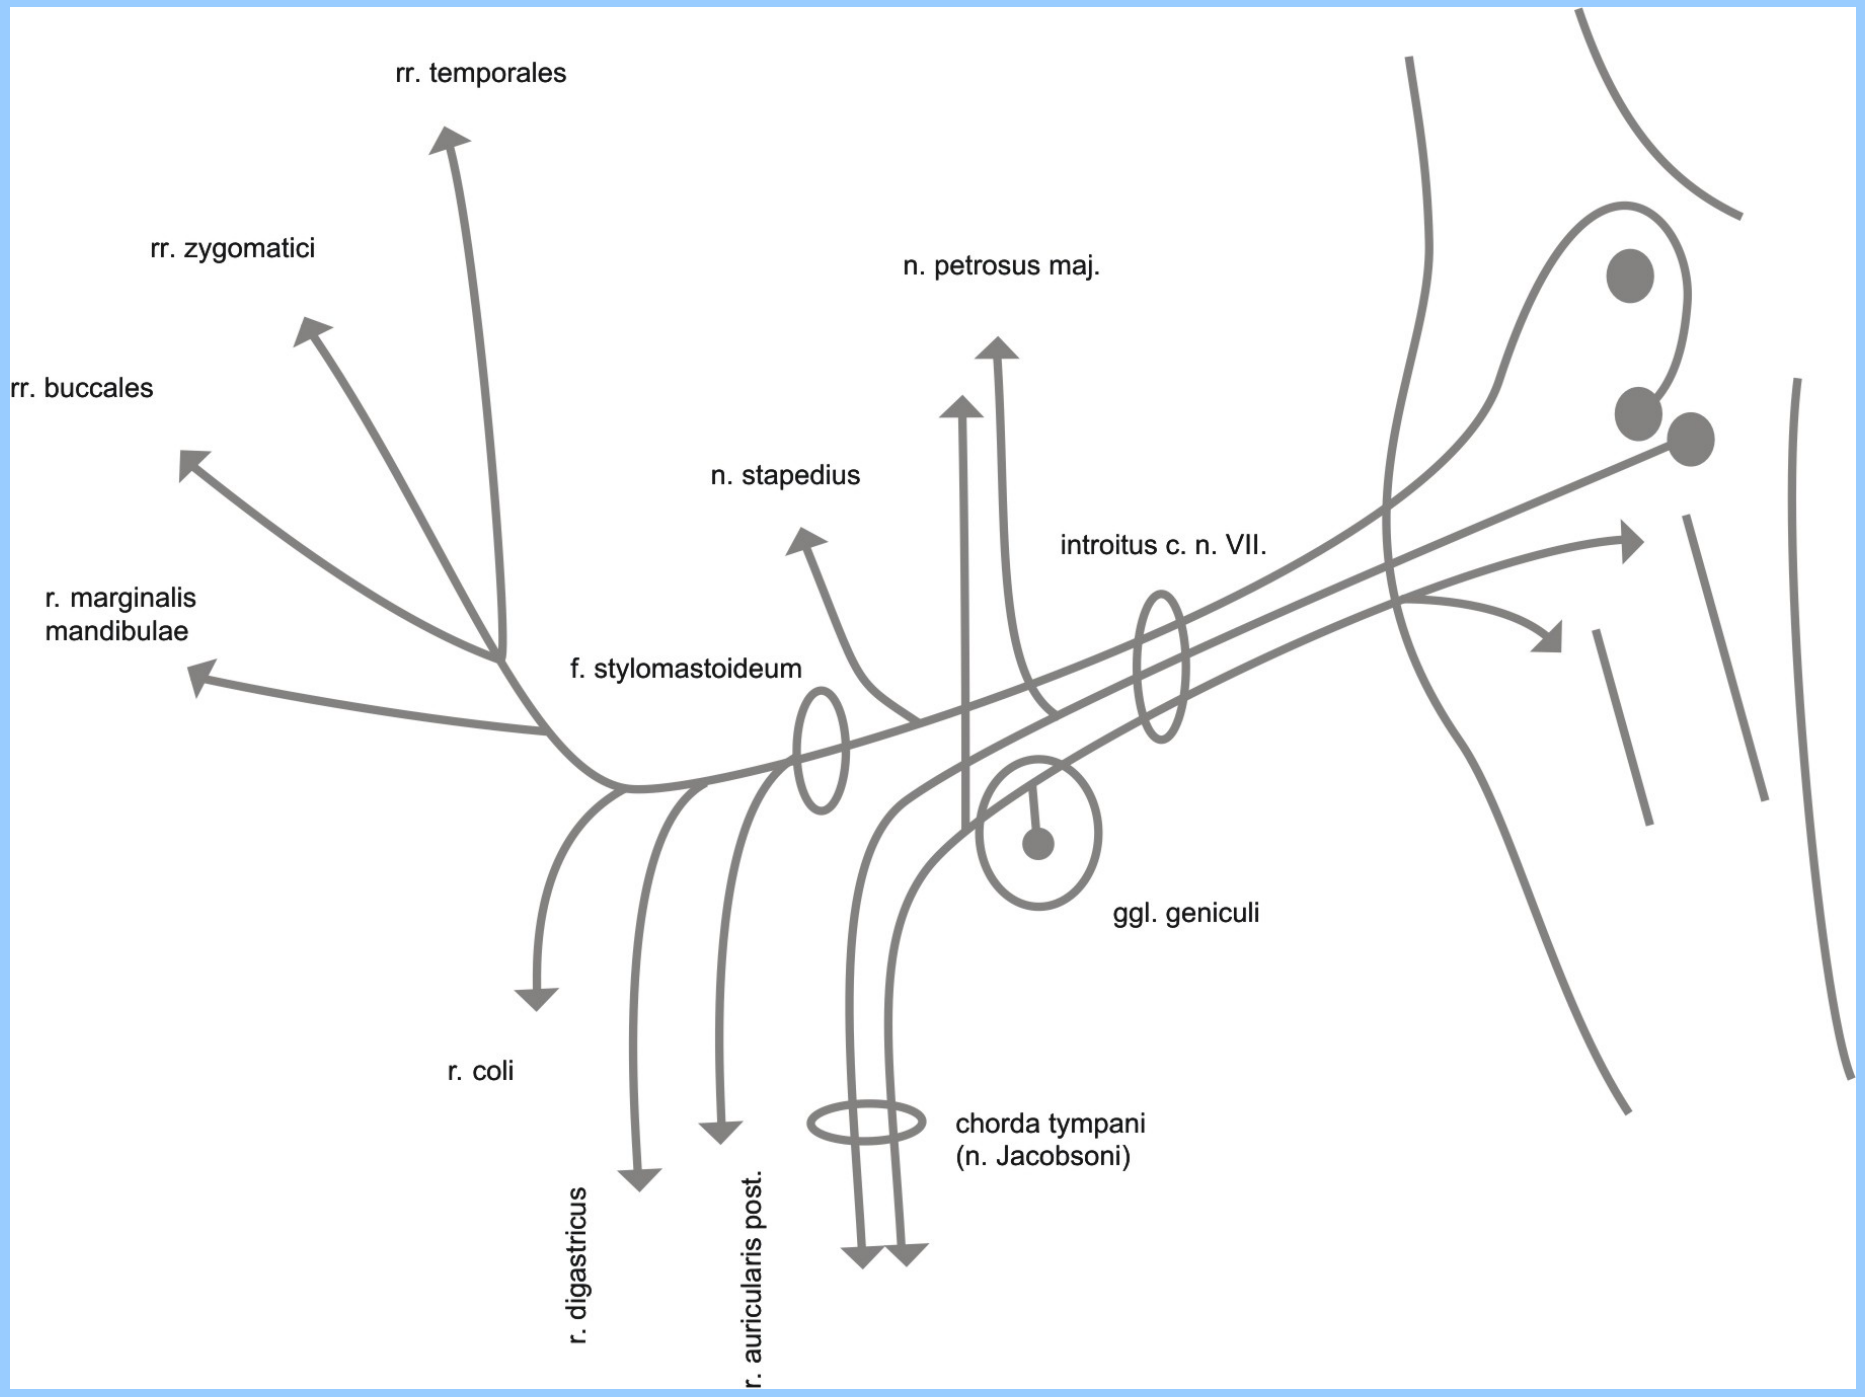 rr. temporales
rr. zygomatici
n. petrosus maj.
rr. buccales
n. stapedius
introitus c. n. VII.
r. marginalis
mandibulae
f. stylomastoideum
ggl. geniculi
r. coli
chorda tympani
(n. Jacobsoni)
r. digastricus
r. auricularis post.